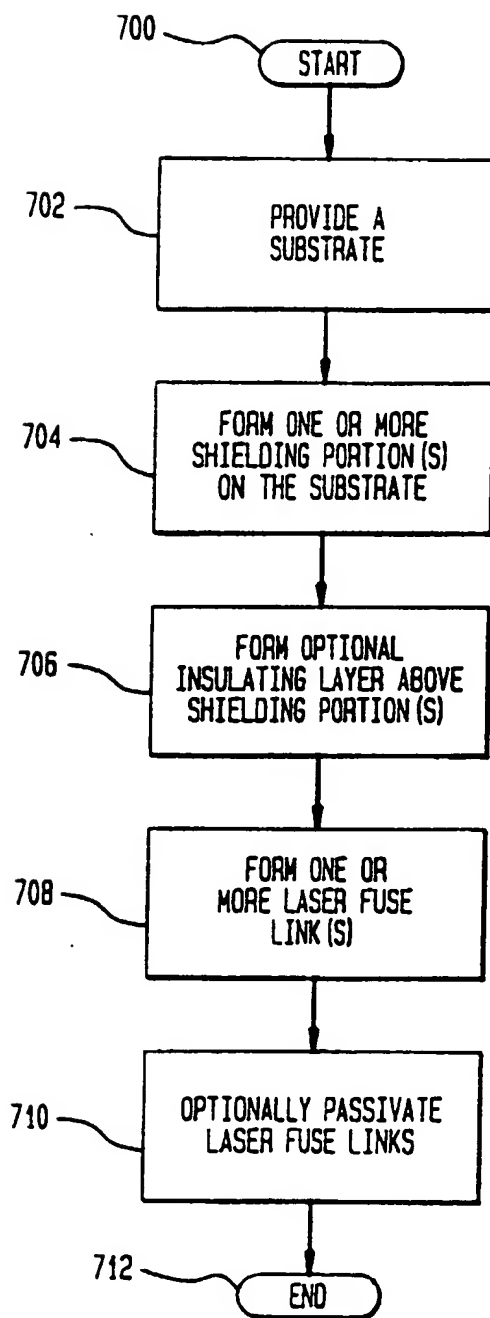 700
START
702
PROVIDE A
SUBSTRATE
704
FORM ONE OR MORE
SHIELDING PORTION(S)
ON THE SUBSTRATE
706
FORM OPTIONAL
INSULATING LAYER ABOVE
SHIELDING PORTION(S)
708
FORM ONE OR
MORE LASER FUSE
LINK(S)
710
OPTIONALLY PASSIVATE
LASER FUSE LINKS
712
END